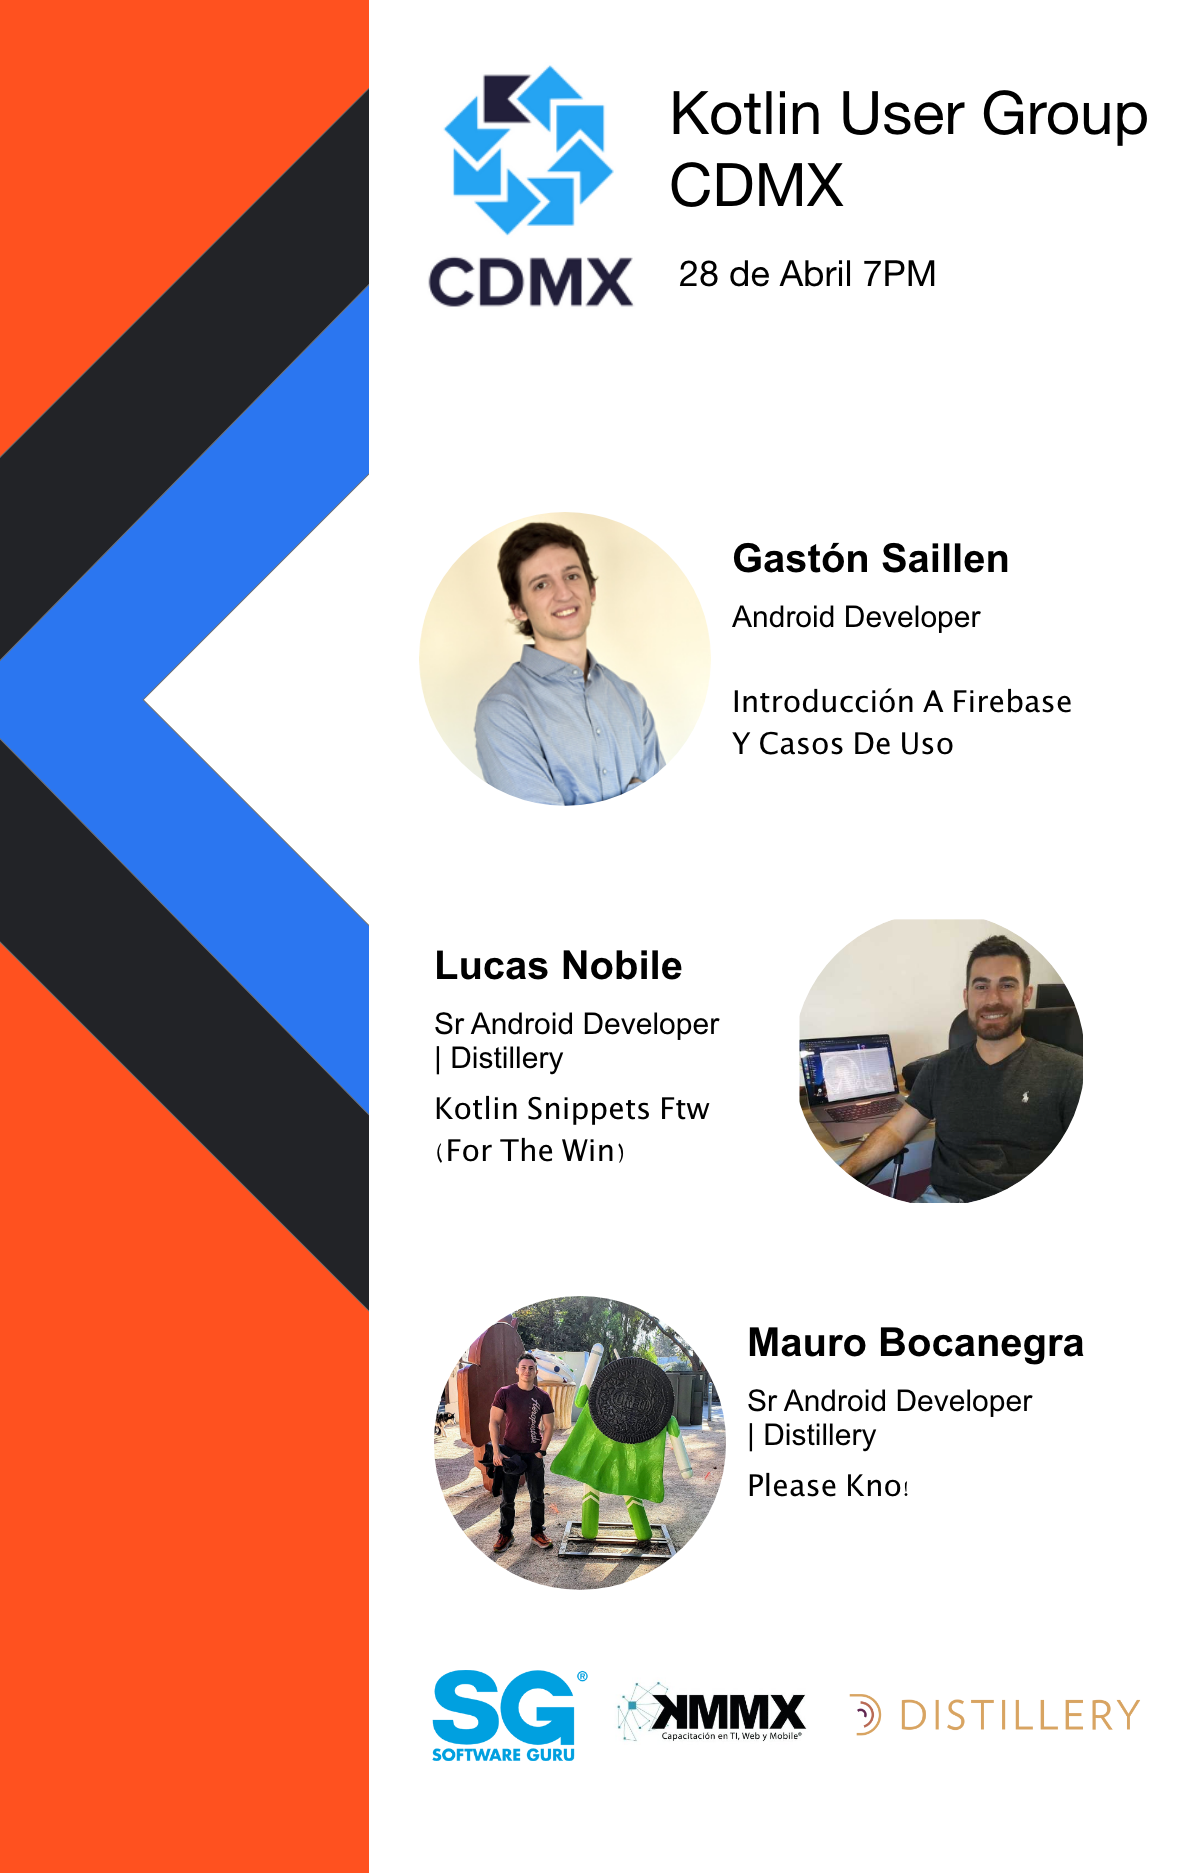 Kotlin User Group
CDMX
CDMX
28 de Abril 7PM
Gastón Saillen
Android Developer
Introducción A Firebase
Y Casos De Uso
Lucas Nobile
Sr Android Developer
| Distillery
Kotlin Snippets Ftw
(For The Win)
Mauro Bocanegra
Sr Android Developer
| Distillery
Please Kno!
SG®
SOFTWARE GURU
KMMX
Capacitación en TI, Web y Mobile®
DISTILLERY